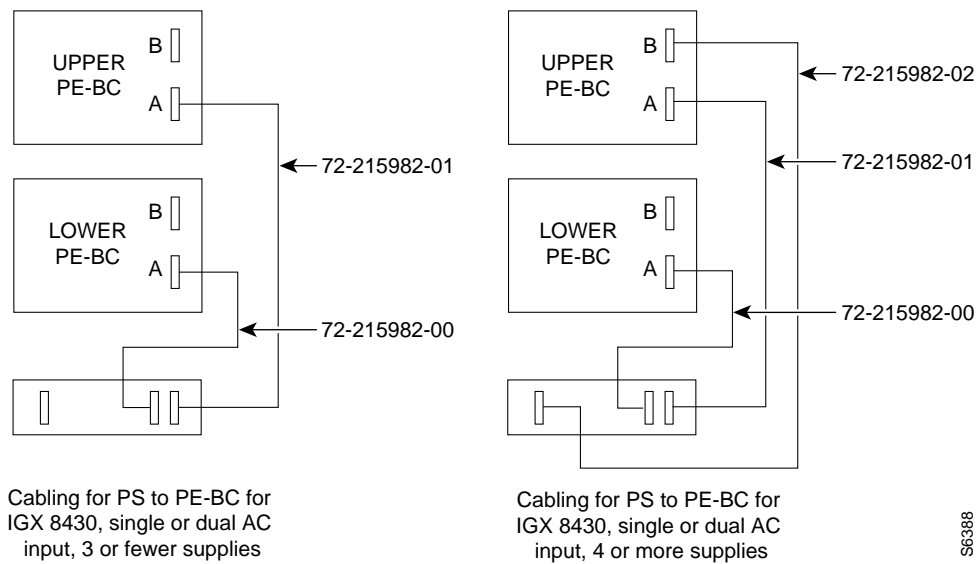 B
UPPER
PE-BC
A
72-215982-01
B
LOWER
PE-BC
A
72-215982-00
Cabling for PS to PE-BC for
IGX 8430, single or dual AC
input, 3 or fewer supplies
B
UPPER
PE-BC
A
72-215982-02
72-215982-01
B
LOWER
PE-BC
A
72-215982-00
Cabling for PS to PE-BC for
IGX 8430, single or dual AC
input, 4 or more supplies
S6388